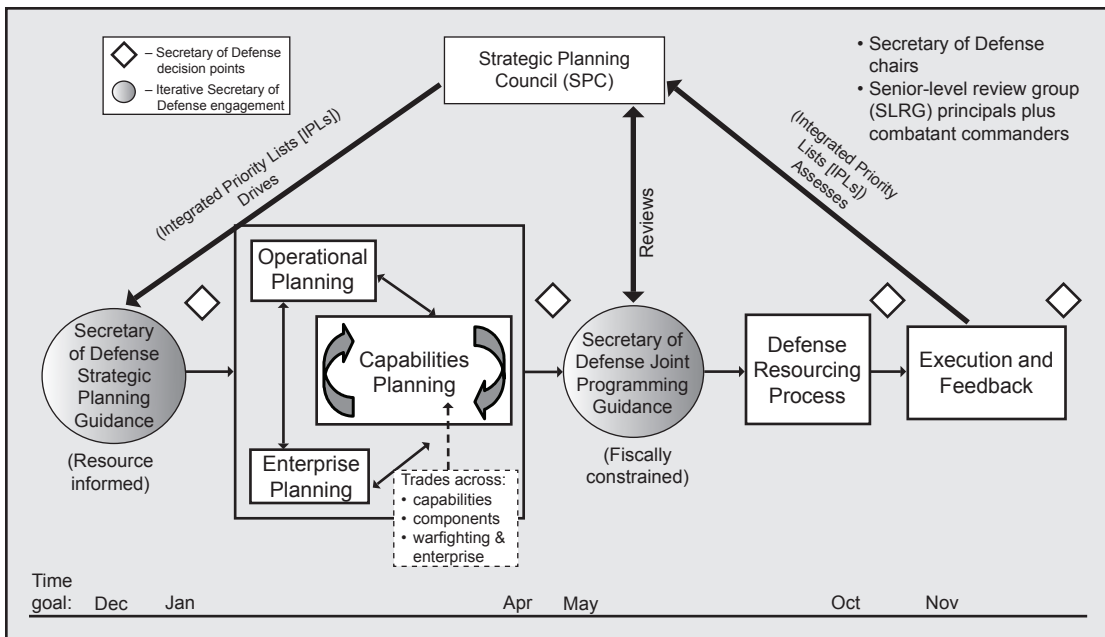 – Secretary of Defense
decision points
– Iterative Secretary of
Defense engagement
Strategic Planning
Council (SPC)
• Secretary of Defense
chairs
• Senior-level review group
(SLRG) principals plus
combatant commanders
(Integrated Priority Lists [IPLs])
Drives
Reviews
(Integrated Priority
Lists [IPLs])
Assesses
Secretary
of Defense
Strategic
Planning
Guidance
(Resource
informed)
Operational
Planning
Capabilities
Planning
Enterprise
Planning
Trades across:
• capabilities
• components
• warfighting &
enterprise
Secretary of
Defense Joint
Programming
Guidance
(Fiscally
constrained)
Defense
Resourcing
Process
Execution and
Feedback
Time
goal: Dec Jan Apr May Oct Nov